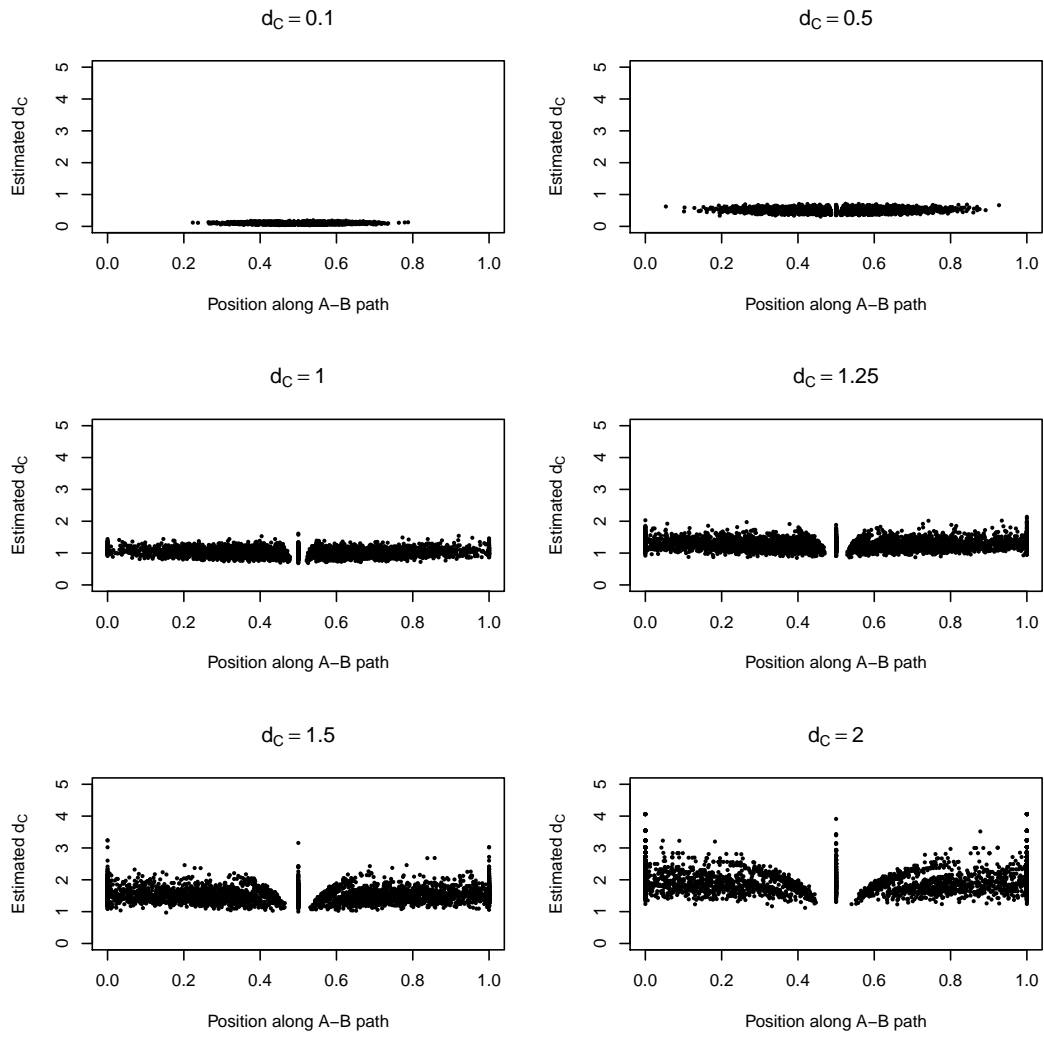 d_C = 0.1
Estimated d_C
0 1 2 3 4 5
0.0 0.2 0.4 0.6 0.8 1.0
Position along A−B path
d_C = 0.5
Estimated d_C
0 1 2 3 4 5
0.0 0.2 0.4 0.6 0.8 1.0
Position along A−B path
d_C = 1
Estimated d_C
0 1 2 3 4 5
0.0 0.2 0.4 0.6 0.8 1.0
Position along A−B path
d_C = 1.25
Estimated d_C
0 1 2 3 4 5
0.0 0.2 0.4 0.6 0.8 1.0
Position along A−B path
d_C = 1.5
Estimated d_C
0 1 2 3 4 5
0.0 0.2 0.4 0.6 0.8 1.0
Position along A−B path
d_C = 2
Estimated d_C
0 1 2 3 4 5
0.0 0.2 0.4 0.6 0.8 1.0
Position along A−B path